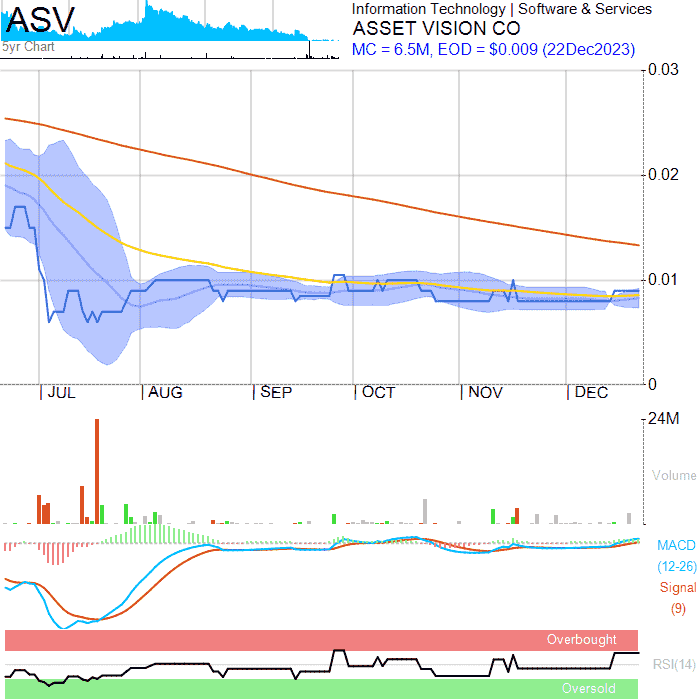 ASV
5yr Chart
Information Technology | Software & Services
ASSET VISION CO
MC = 6.5M, EOD = $0.009 (22Dec2023)
0.03
0.02
0.01
0
JUL AUG SEP OCT NOV DEC
24M
Volume
MACD
(12-26)
Signal
(9)
Overbought
RSI(14)
Oversold